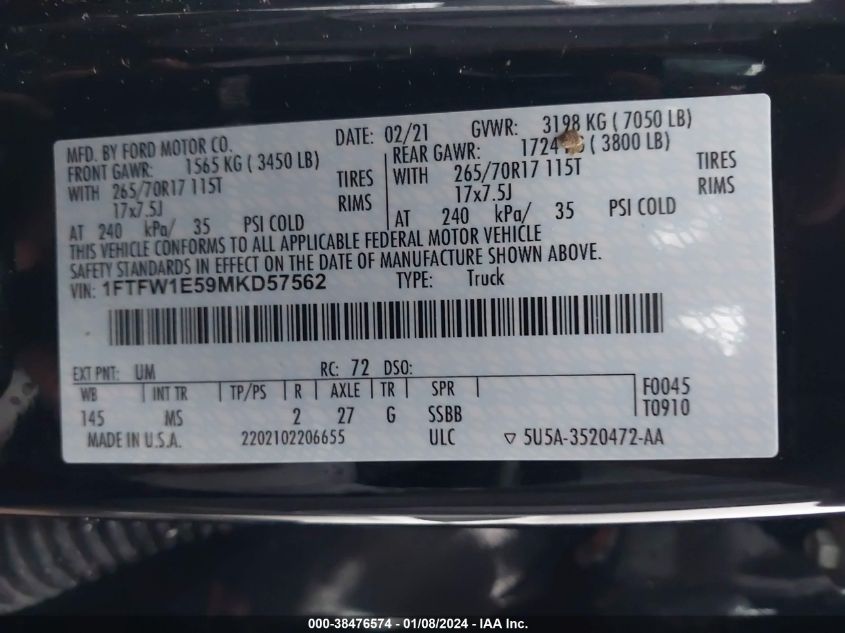 MFD. BY FORD MOTOR CO. DATE: 02/21 GVWR: 3198 KG ( 7050 LB)
FRONT GAWR: 1565 KG ( 3450 LB) REAR GAWR: 1724 ( 3800 LB)
WITH 265/70R17 115T TIRES WITH 265/70R17 115T TIRES
17x7.5J RIMS 17x7.5J RIMS
AT 240 kPa/ 35 PSI COLD AT 240 kPa/ 35 PSI COLD
THIS VEHICLE CONFORMS TO ALL APPLICABLE FEDERAL MOTOR VEHICLE
SAFETY STANDARDS IN EFFECT ON THE DATE OF MANUFACTURE SHOWN ABOVE.
VIN: 1FTFW1E59MKD57562 TYPE: Truck
EXT PNT: UM RC: 72 DSO:
WB INT TR TP/PS R AXLE TR SPR F0045
145 MS 2 27 G SSBB T0910
MADE IN U.S.A. 2202102206655 ULC ▽ 5U5A-3520472-AA
000-38476574 - 01/08/2024 - IAA Inc.